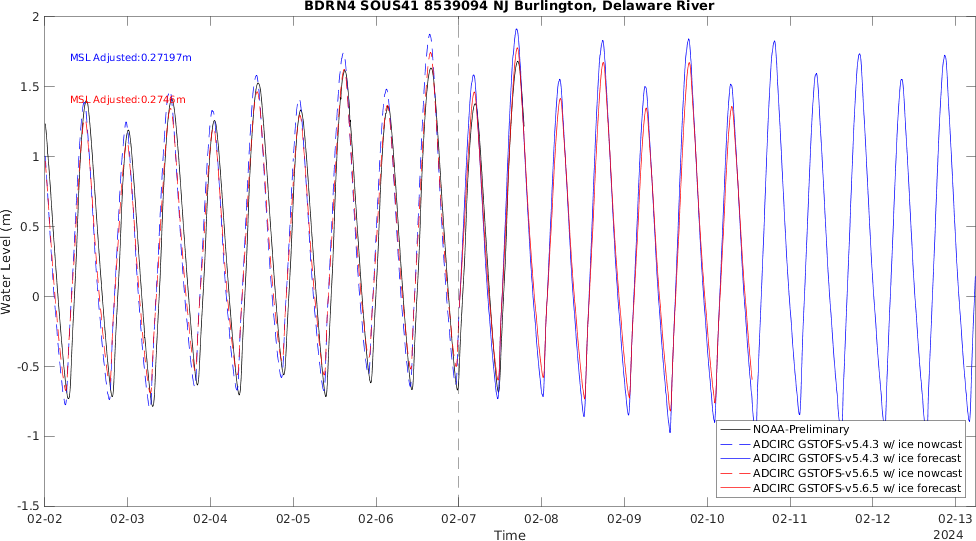 BDRN4 SOUS41 8539094 NJ Burlington, Delaware River
2
MSL Adjusted:0.27197m
1.5
MSL Adjusted:0.2746m
1
0.5
Water Level (m)
0
-0.5
-1
NOAA-Preliminary
ADCIRC GSTOFS-v5.4.3 w/ ice nowcast
ADCIRC GSTOFS-v5.4.3 w/ ice forecast
ADCIRC GSTOFS-v5.6.5 w/ ice nowcast
ADCIRC GSTOFS-v5.6.5 w/ ice forecast
-1.5
02-02 02-03 02-04 02-05 02-06 02-07 02-08 02-09 02-10 02-11 02-12 02-13
Time
2024